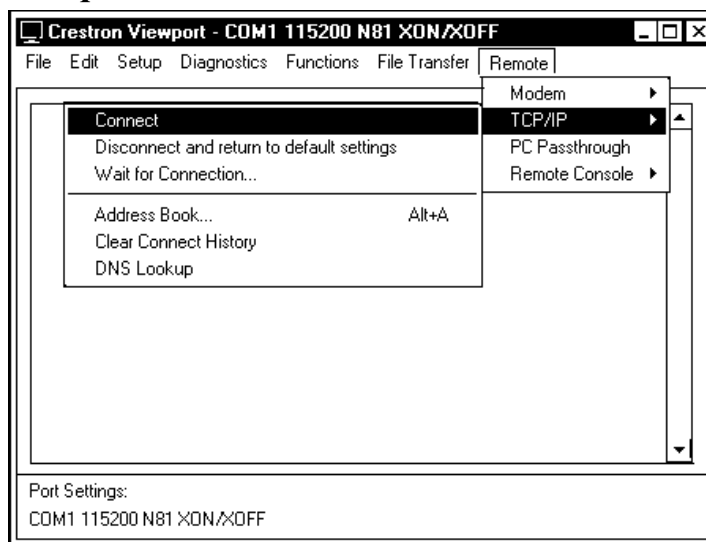 Crestron Viewport - COM1 115200 N81 XON/XOFF
File Edit Setup Diagnostics Functions File Transfer Remote
Modem
TCP/IP
PC Passthrough
Remote Console
Connect
Disconnect and return to default settings
Wait for Connection...
Address Book... Alt+A
Clear Connect History
DNS Lookup
Port Settings:
COM1 115200 N81 XON/XOFF